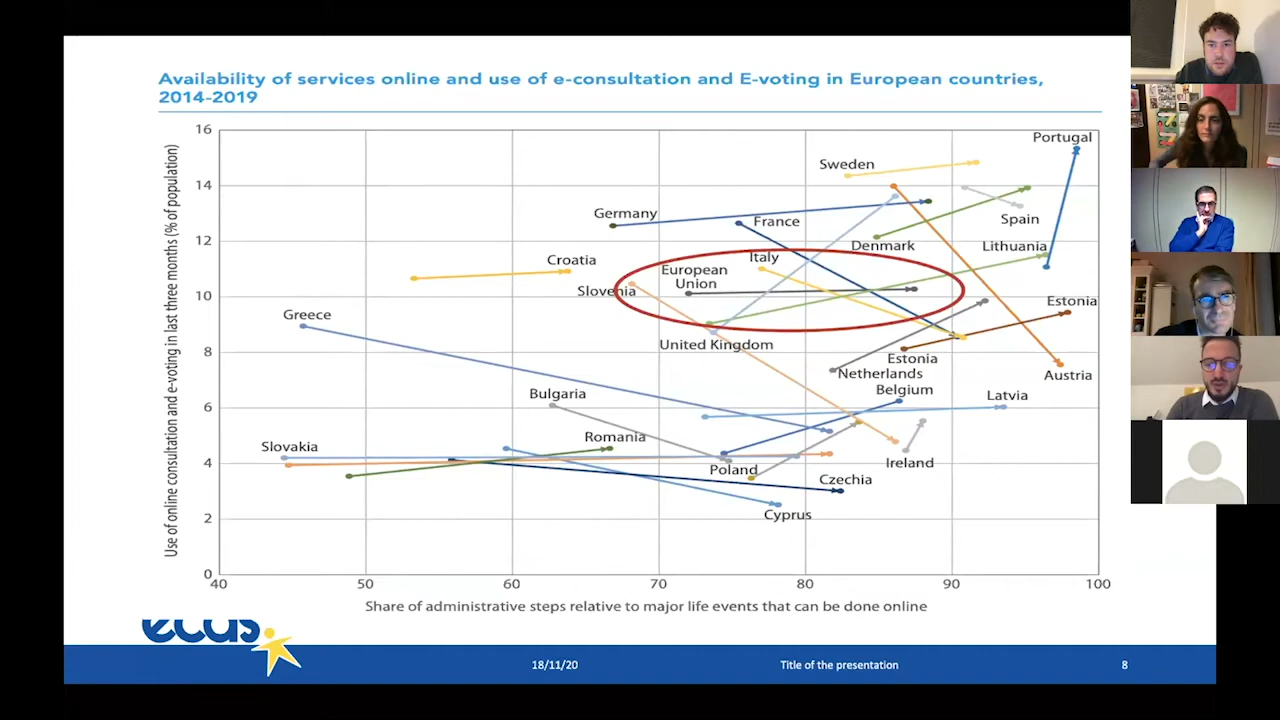 Availability of services online and use of e-consultation and E-voting in European countries,
2014-2019
Use of online consultation and e-voting in last three months (% of population)
16
14
12
10
8
6
4
2
0
Portugal
Sweden
Germany
France
Spain
Denmark
Lithuania
Italy
Croatia
European
Union
Slovenia
Greece
Estonia
United Kingdom
Estonia
Netherlands
Austria
Belgium
Bulgaria
Latvia
Romania
Slovakia
Ireland
Poland
Czechia
Cyprus
40
50
60
70
80
90
100
Share of administrative steps relative to major life events that can be done online
ecas
18/11/20
Title of the presentation
8